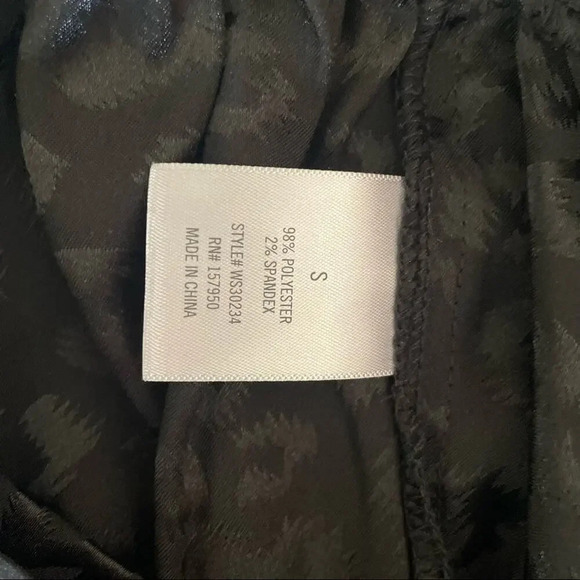 S
98% POLYESTER
2% SPANDEX
STYLE# WS30234
RN# 157950
MADE IN CHINA